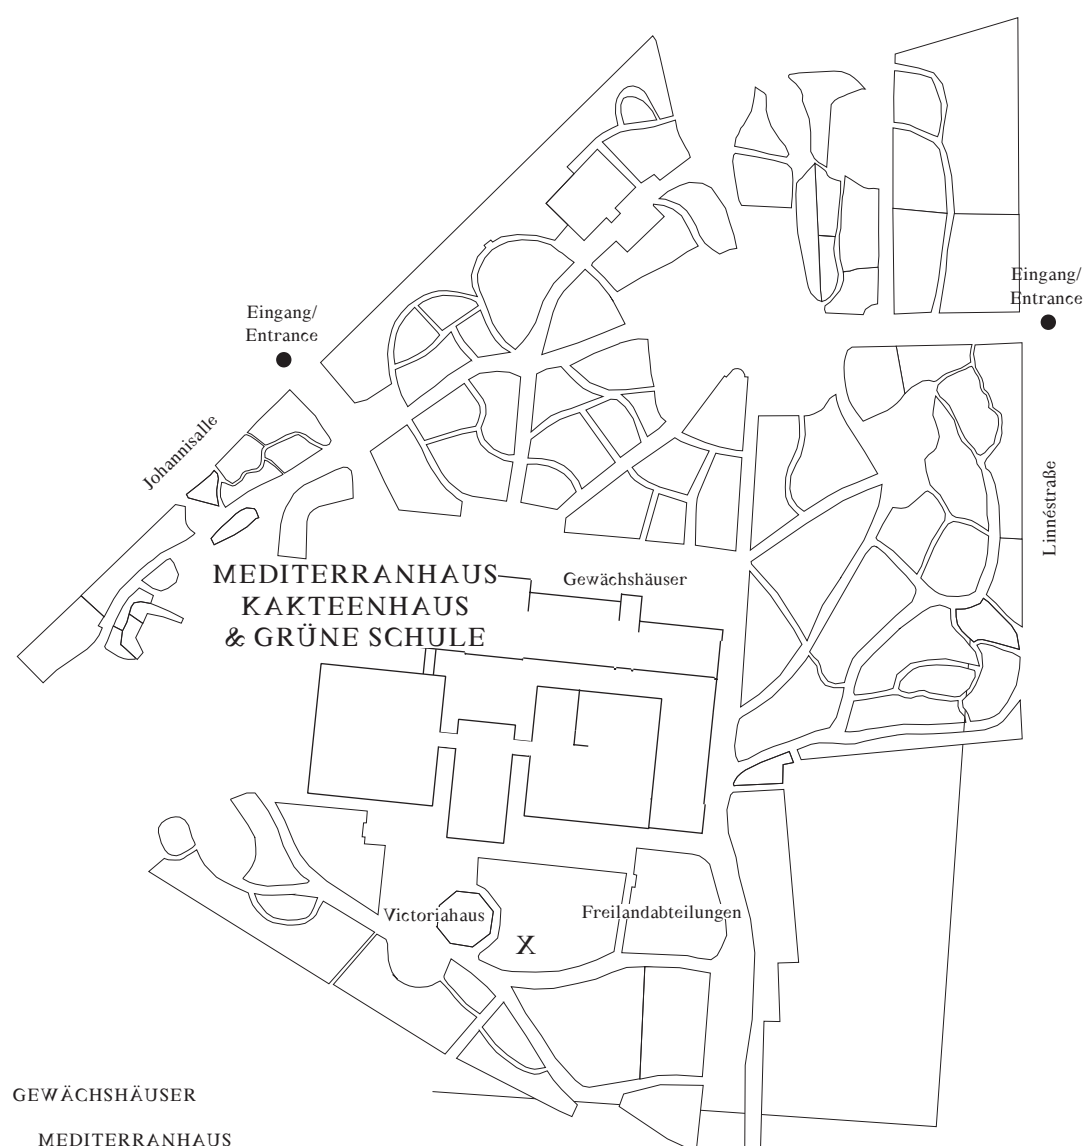 Eingang/
Entrance
Eingang/
Entrance
Johannisalle
Linnéstraße
MEDITERRANHAUS
KAKTEENHAUS
& GRÜNE SCHULE
Gewächshäuser
Victoriahaus
Freilandabteilungen
X
GEWÄCHSHÄUSER
MEDITERRANHAUS